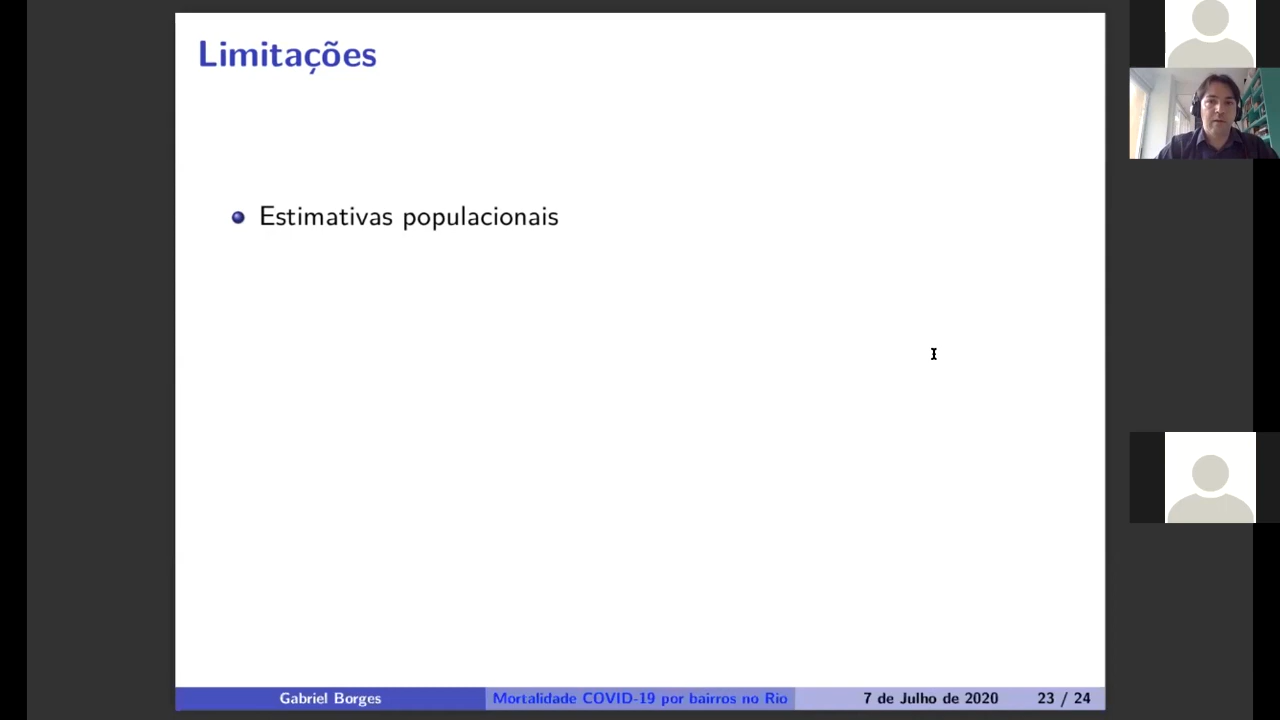 Limitações
Estimativas populacionais
Gabriel Borges
Mortalidade COVID-19 por bairros no Rio
7 de Julho de 2020
23 / 24